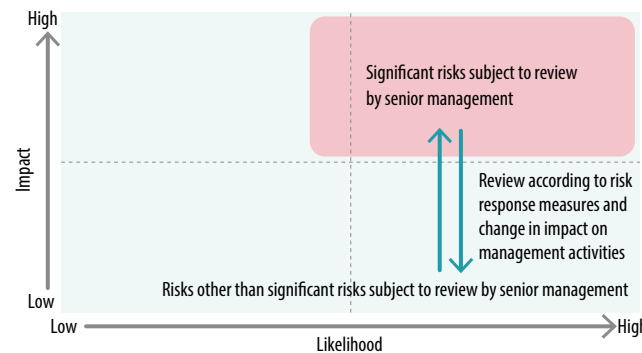 High
Significant risks subject to review
by senior management
Impact
Review according to risk
response measures and
change in impact on
management activities
Risks other than significant risks subject to review by senior management
Low
Low
High
Likelihood